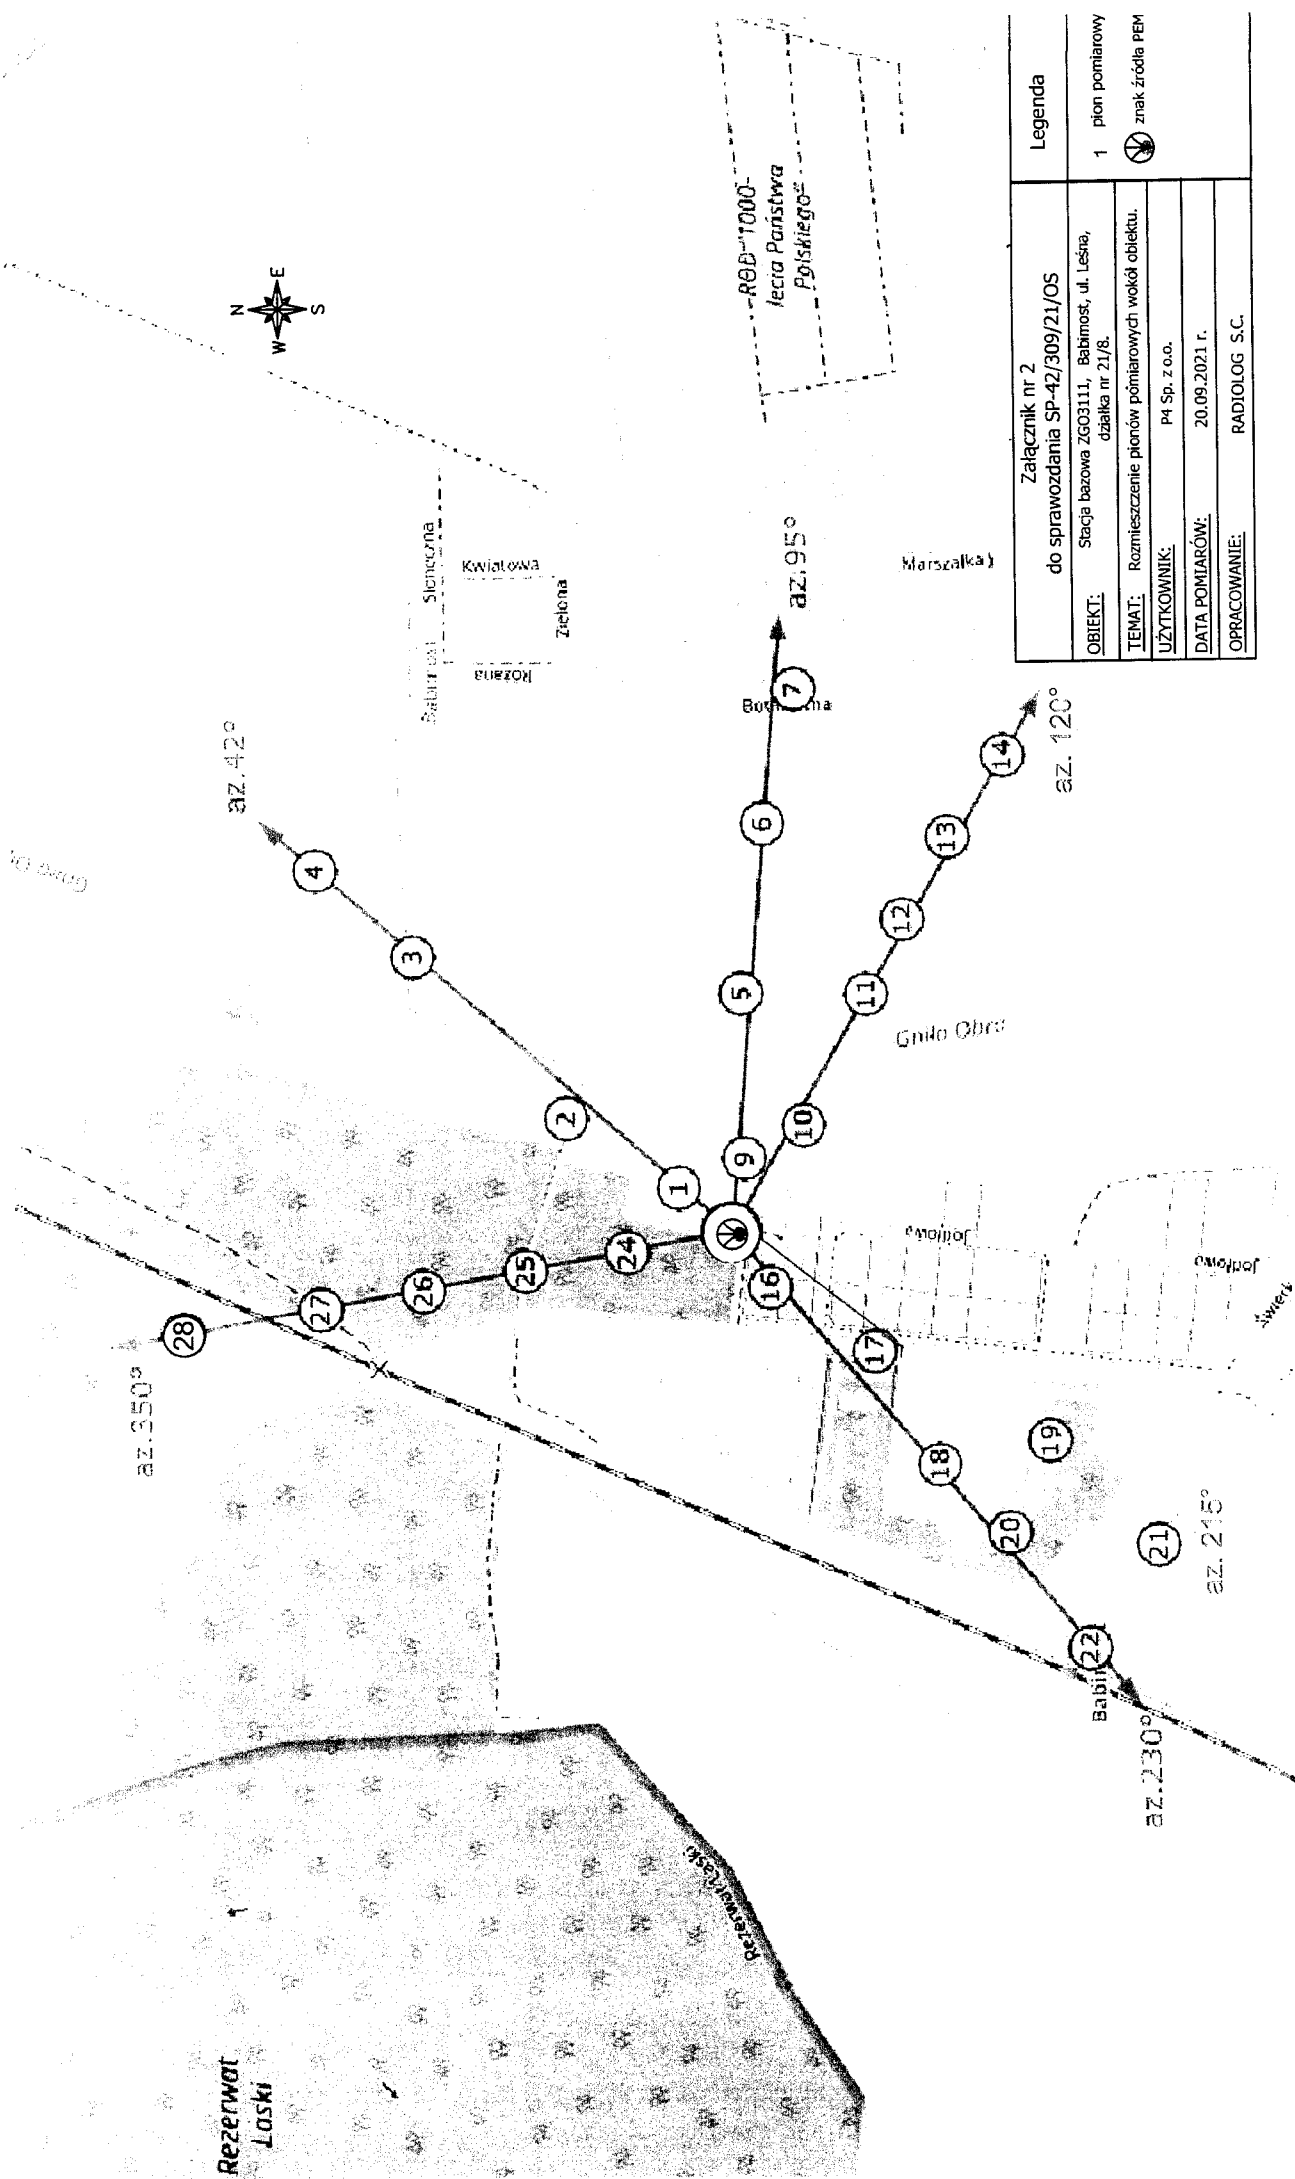 Rezerwat
Laski
Rezerwat Laski
az.350°
28
27
26
25
24
az.42°
4
3
2
1
N
W E
S
Słoneczna
Kwiatowa
Zielona
Różana
lecia Państwa
Polskiego"
az.95°
5
6
7
9
Marszałka
10
11
12
13
14
az. 120°
Gniła Obra
16
17
18
19
20
21
22
az. 215°
az.230°
Jodłowa
Jodłowa
Załącznik nr 2
do sprawozdania SP-42/309/21/OS
OBIEKT: Stacja bazowa ZGO3111, Babimost, ul. Leśna,
działka nr 21/8.
TEMAT: Rozmieszczenie pionów pomiarowych wokół obiektu.
UŻYTKOWNIK: P4 Sp. z o.o.
DATA POMIARÓW: 20.09.2021 r.
OPRACOWANIE: RADIOLOG S.C.
Legenda
1 pion pomiarowy
znak źródła PEM